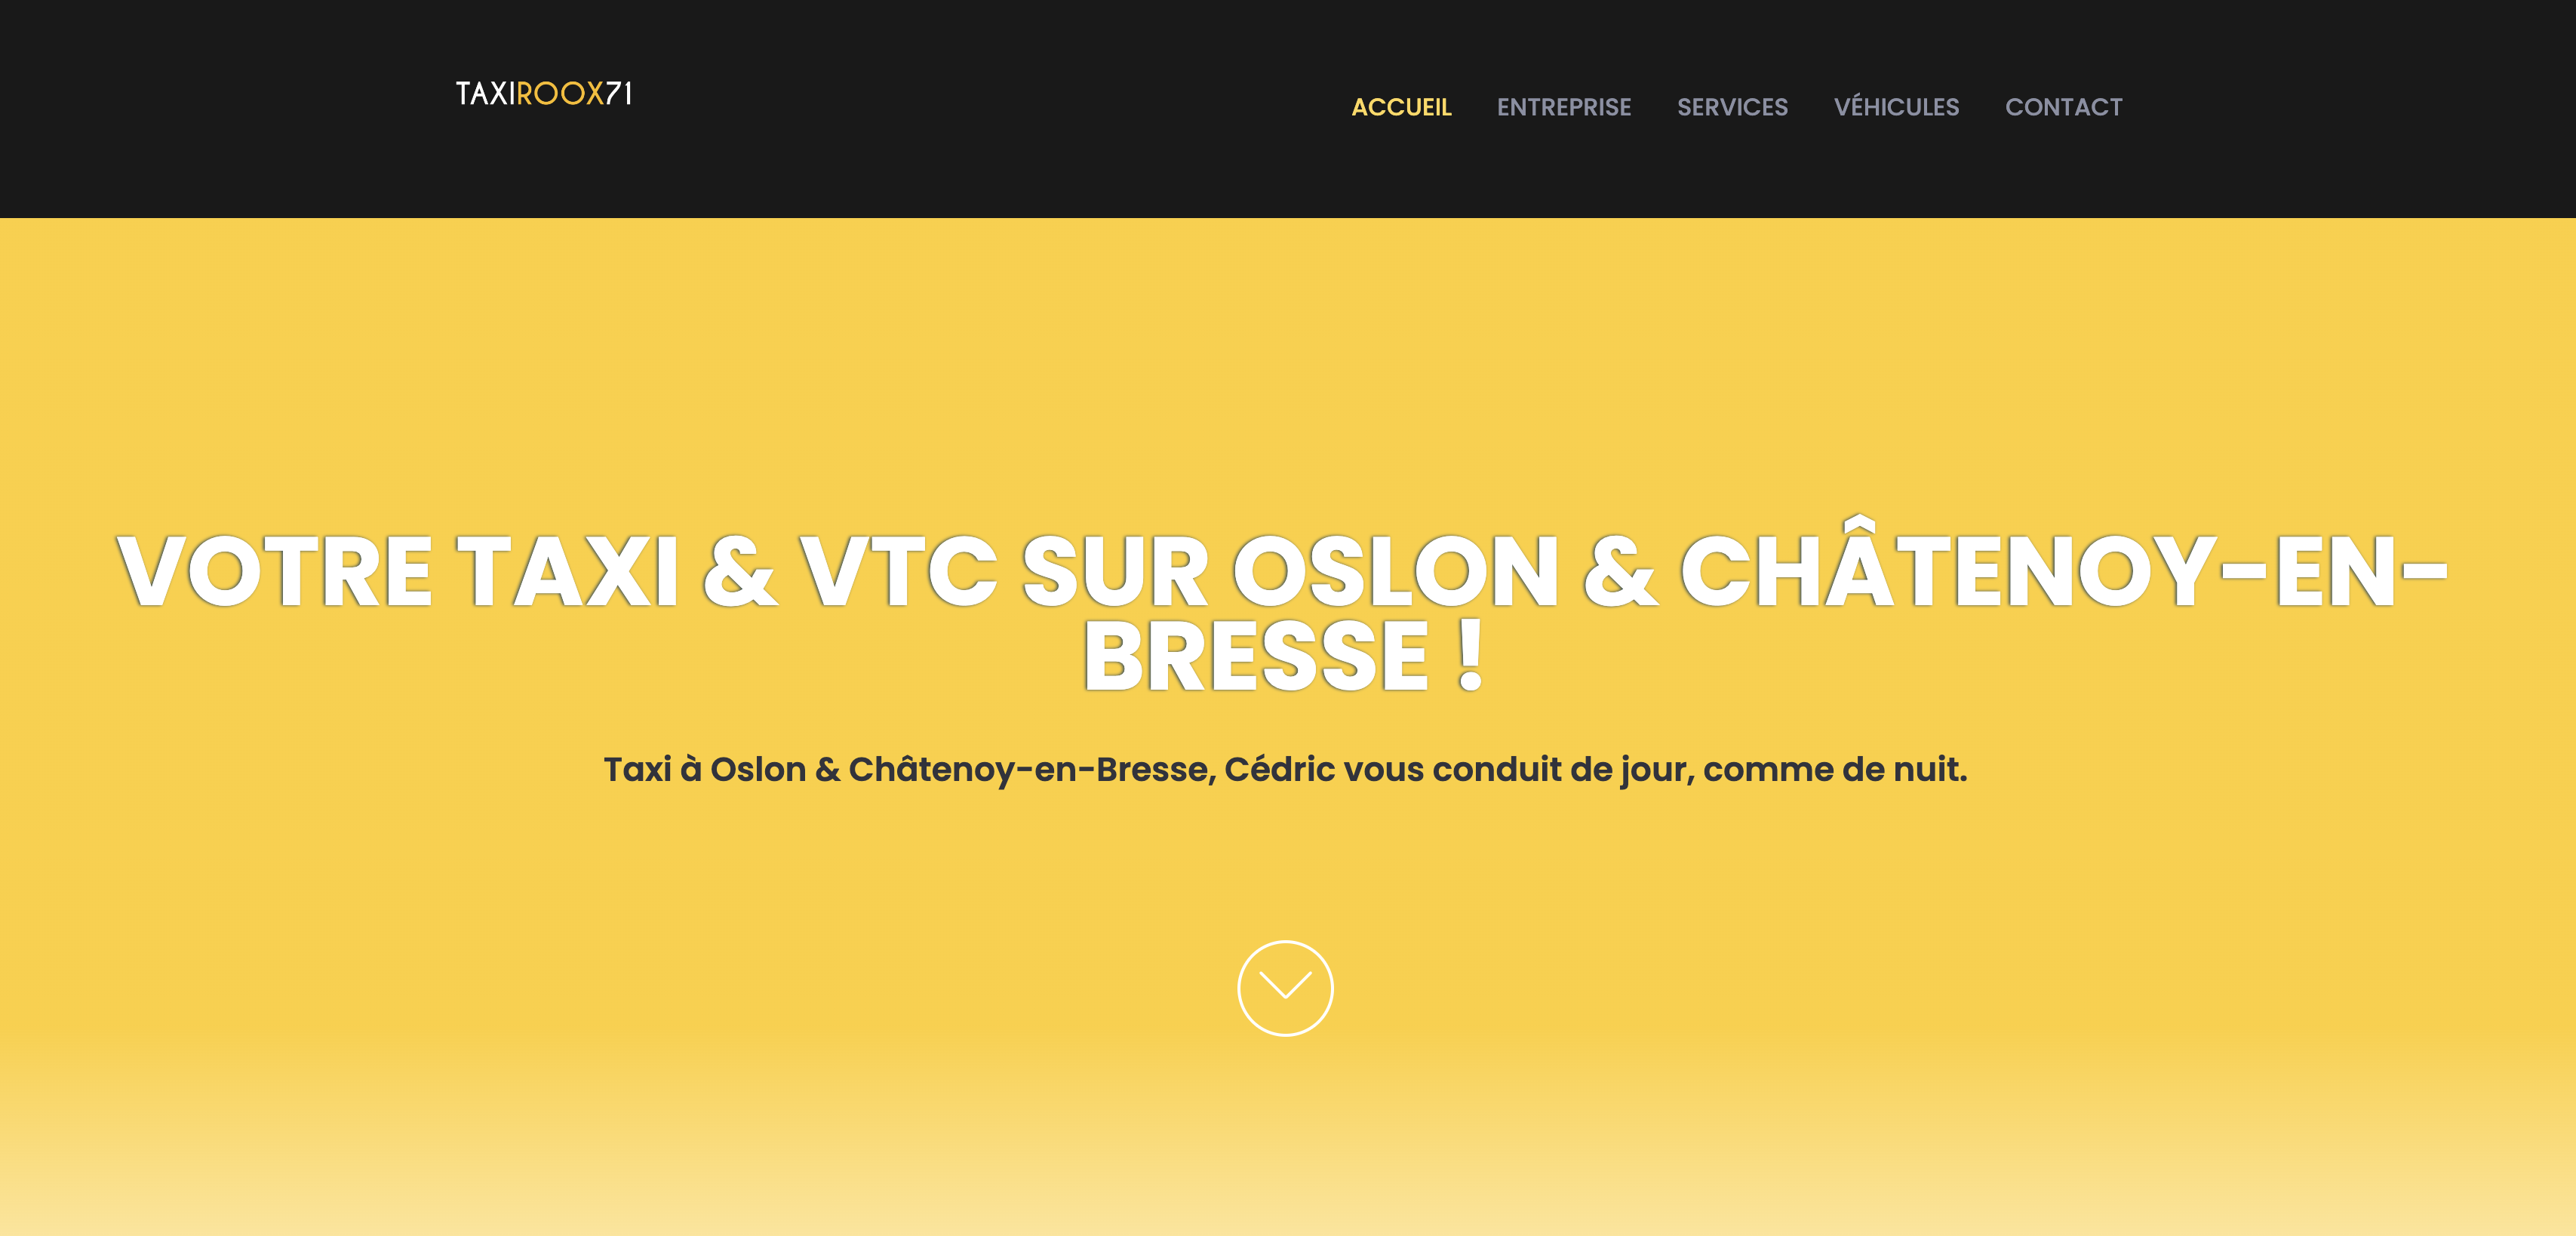 TAXIROOX71
ACCUEIL ENTREPRISE SERVICES VÉHICULES CONTACT
VOTRE TAXI & VTC SUR OSLON & CHÂTENOY-EN-
BRESSE !
Taxi à Oslon & Châtenoy-en-Bresse, Cédric vous conduit de jour, comme de nuit.